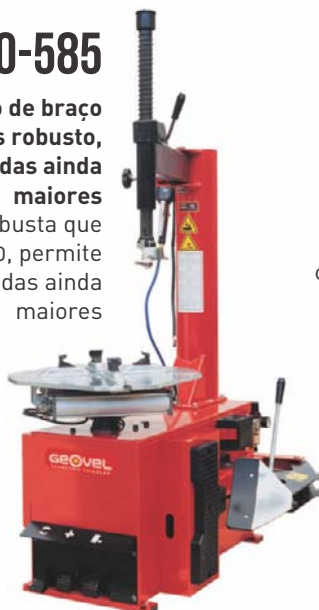 0-585
o de braço
s robusto,
das ainda
maiores
busta que
0, permite
das ainda
maiores
GEOVEL